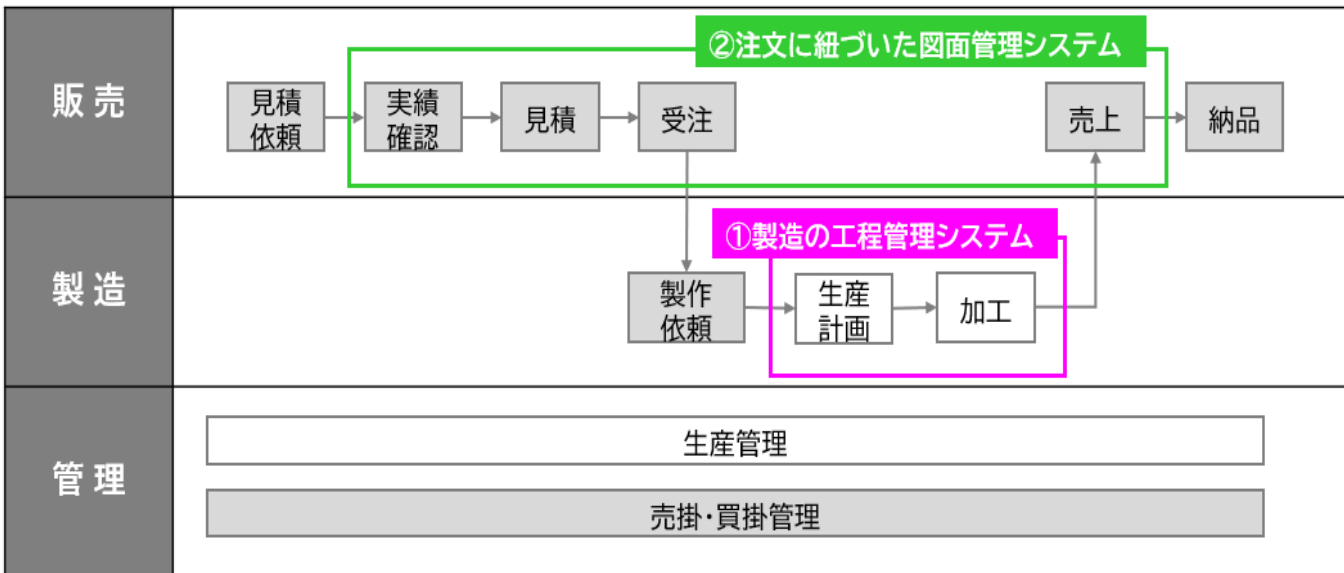 ②注文に紐づいた図面管理システム
販売
見積
依頼
実績
確認
見積
受注
売上
納品
①製造の工程管理システム
製造
製作
依頼
生産
計画
加工
管理
生産管理
売掛・買掛管理